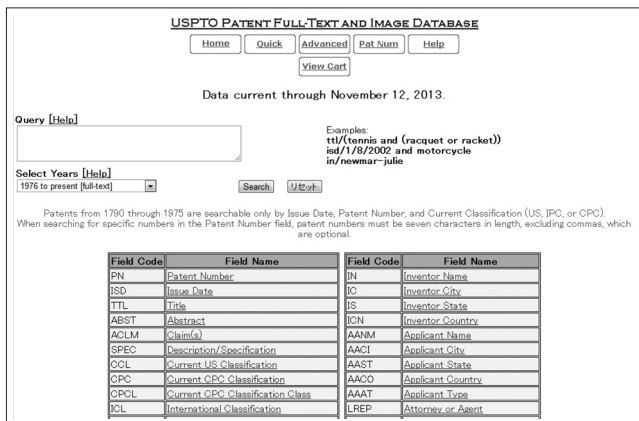 USPTO PATENT FULL-TEXT AND IMAGE DATABASE
Home Quick Advanced Pat Num Help
View Cart
Data current through November 12, 2013.
Query [Help]
Examples:
ttl/(tennis and (racquet or racket))
isd/1/8/2002 and motorcycle
in/newmar-julie
Select Years [Help]
1976 to present [full-text] Search リセット
Patents from 1790 through 1975 are searchable only by Issue Date, Patent Number, and Current Classification (US, IPC, or CPC).
When searching for specific numbers in the Patent Number field, patent numbers must be seven characters in length, excluding commas, which
are optional.
Field Code Field Name Field Code Field Name
PN Patent Number IN Inventor Name
ISD Issue Date IC Inventor City
TTL Title IS Inventor State
ABST Abstract ICN Inventor Country
ACLM Claim(s) AANM Applicant Name
SPEC Description/Specification AACI Applicant City
CCL Current US Classification AAST Applicant State
CPC Current CPC Classification AACO Applicant Country
CPCL Current CPC Classification Class AAAT Applicant Type
ICL International Classification LREP Attorney or Agent